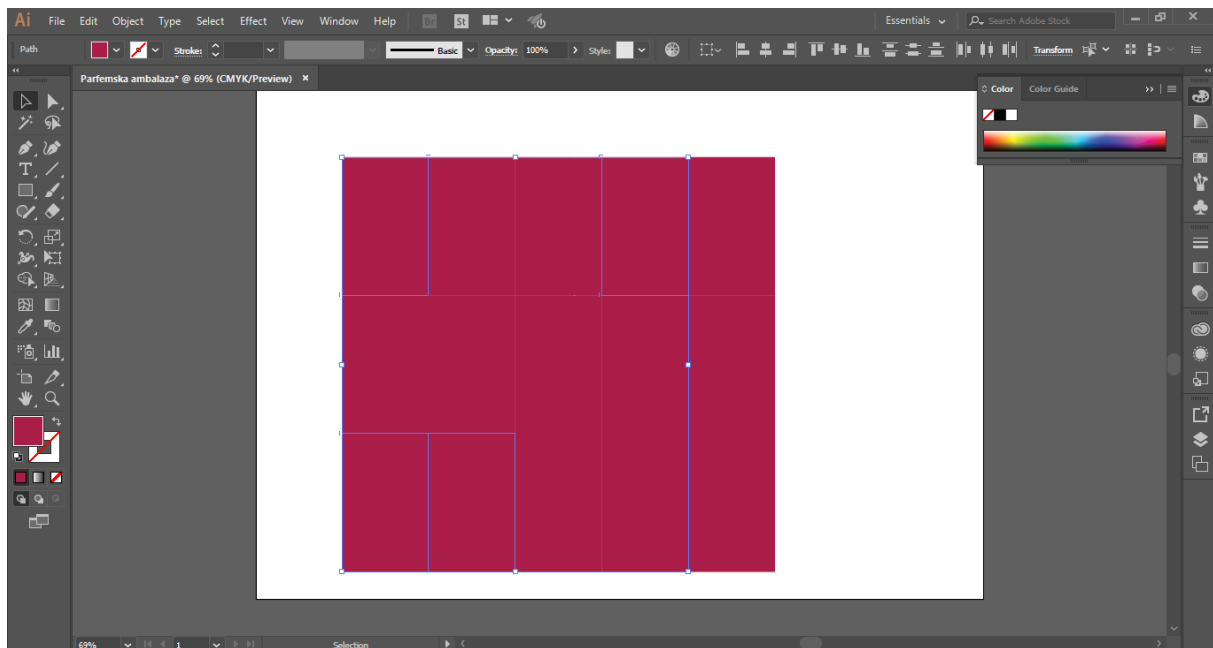 Ai File Edit Object Type Select Effect View Window Help Br St Essentials Search Adobe Stock
Path Stroke: Basic Opacity: 100% Style: Transform
Parfemska ambalaza* @ 69% (CMYK/Preview) ×
Color Color Guide
69% 1 Selection